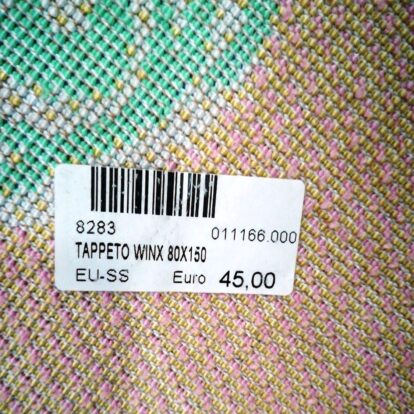 8283 011166.000
TAPPETO WINX 80X150
EU-SS Euro 45,00